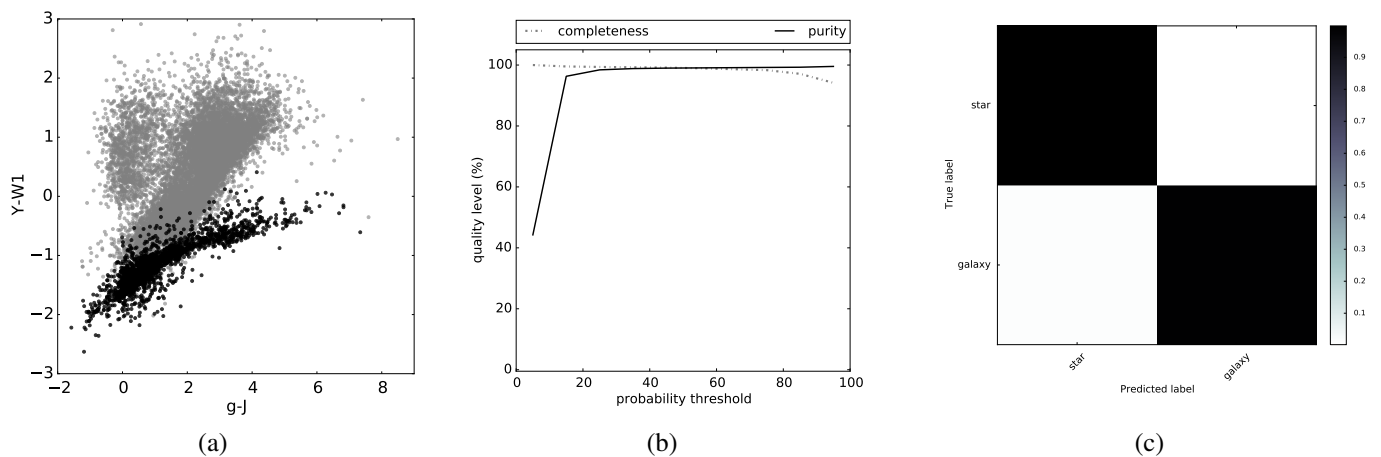 3
2
1
0
−1
−2
−3
−2 0 2 4 6 8
Y-W1
g-J
(a)
completeness purity
100
80
60
40
20
0
0 20 40 60 80 100
quality level (%)
probability threshold
(b)
star
galaxy
True label
star galaxy
Predicted label
0.9
0.8
0.7
0.6
0.5
0.4
0.3
0.2
0.1
(c)